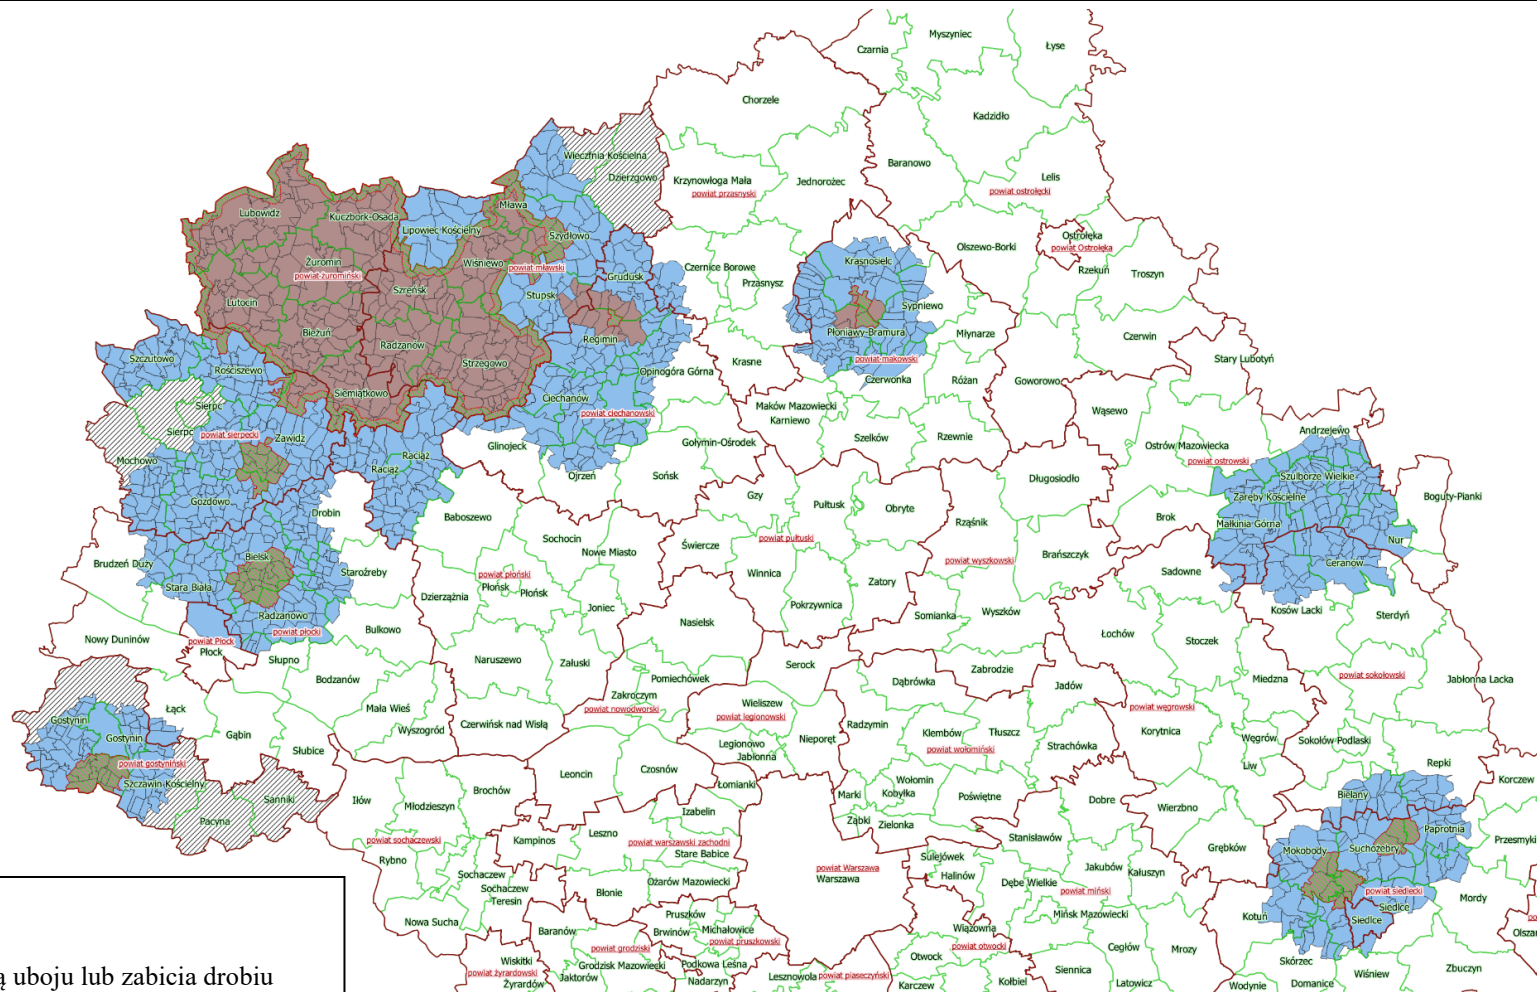 Myszyniec
Czarnia
Łyse
Chorzele
Kadzidło
Wieczfnia Kościelna
Baranowo
Dzierzgowo
Krzynowłoga Mała
Jednorożec
Lelis
powiat przasnyski
powiat ostrołęcki
Mława
Lubowidz
Kuczbork-Osada
Lipowiec Kościelny
Szydłowo
Ostrołęka
powiat Ostrołęka
Olszewo-Borki
Żuromin
Wiśniewo
powiat mławski
Czernice Borowe
Krasnosielc
powiat żuromiński
Grudusk
Rzekuń
Troszyn
Przasnysz
Szreńsk
Stupsk
Lutocin
Sypniewo
Bieżuń
Płoniawy-Bramura
Młynarze
Regimin
Czerwin
Radzanów
Szczutowo
powiat makowski
Stary Lubotyń
Strzegowo
Krasne
Rościszewo
Opinogóra Górna
Czerwonka
Różan
Goworowo
Siemiątkowo
Ciechanów
Sierpc
Maków Mazowiecki
Wąsewo
powiat ciechanowski
Karniewo
Sierpc
powiat sierpecki
Zawidz
Andrzejewo
Szelków
Rzewnie
Glinojeck
Gołymin-Ośrodek
Ostrów Mazowiecka
Mochowo
Raciąż
powiat ostrowski
Raciąż
Ojrzeń
Sońsk
Długosiodło
Szulborze Wielkie
Gozdowo
Gzy
Pułtusk
Zaręby Kościelne
Boguty-Pianki
Drobin
Obryte
Baboszewo
Rząśnik
Brok
Małkinia Górna
Sochocin
powiat pułtuski
Nur
Świercze
Nowe Miasto
Brańszczyk
Bielsk
Brudzeń Duży
powiat wyszkowski
Ceranów
Staroźreby
powiat płoński
Winnica
Sadowne
Stara Biała
Płońsk
Płońsk
Zatory
Dzierzążnia
Joniec
Pokrzywnica
Kosów Lacki
Radzanowo
Somianka
Wyszków
Sterdyń
Nasielsk
Bulkowo
powiat płocki
Łochów
Nowy Duninów
powiat Płock
Stoczek
Płock
Słupno
Naruszewo
Załuski
Serock
Zabrodzie
Bodzanów
Pomiechówek
Dąbrówka
Miedzna
powiat sokołowski
Jabłonna Lacka
Jadów
Zakroczym
Łąck
Mała Wieś
powiat nowodworski
Wieliszew
powiat węgrowski
Gostynin
powiat legionowski
Czerwińsk nad Wisłą
Radzymin
Gąbin
Wyszogród
Klembów
Tłuszcz
Korytnica
Gostynin
Nieporęt
Węgrów
Sokołów Podlaski
Legionowo
powiat wołomiński
Strachówka
Słubice
Jabłonna
powiat gostyniński
Liw
Repki
Czosnów
Leoncin
Wołomin
Korczew
Szczawin Kościelny
Łomianki
Brochów
Kobyłka
Marki
Poświętne
Bielany
Sanniki
Iłów
Dobre
Młodzieszyn
Izabelin
Wierzbno
Pacyna
Ząbki
Zielonka
Paprotnia
Leszno
Stanisławów
powiat sochaczewski
Kampinos
powiat warszawski zachodni
Grębków
Mokobody
Suchożebry
Przesmyki
Stare Babice
Sulejówek
Rybno
Jakubów
powiat Warszawa
Halinów
Kałuszyn
Sochaczew
Ożarów Mazowiecki
Warszawa
Dębe Wielkie
powiat miński
powiat siedlecki
Sochaczew
Błonie
Mordy
Teresin
Siedlce
Pruszków
Mińsk Mazowiecki
Kotuń
Siedlce
Nowa Sucha
Baranów
Brwinów
Michałowice
Wiązowna
powiat pruszkowski
powiat grodziski
powiat otwocki
Cegłów
Mrozy
Wiskitki
Otwock
Skórzec
Grodzisk Mazowiecki
Podkowa Leśna
Siennica
Wiśniew
Zbuczyn
powiat żyrardowski
Jaktorów
Lesznowola
powiat piaseczyński
Żyrardów
Nadarzyn
Karczew
Kołbiel
Latowicz
Wodynie
Domanice
ą uboju lub zabicia drobiu